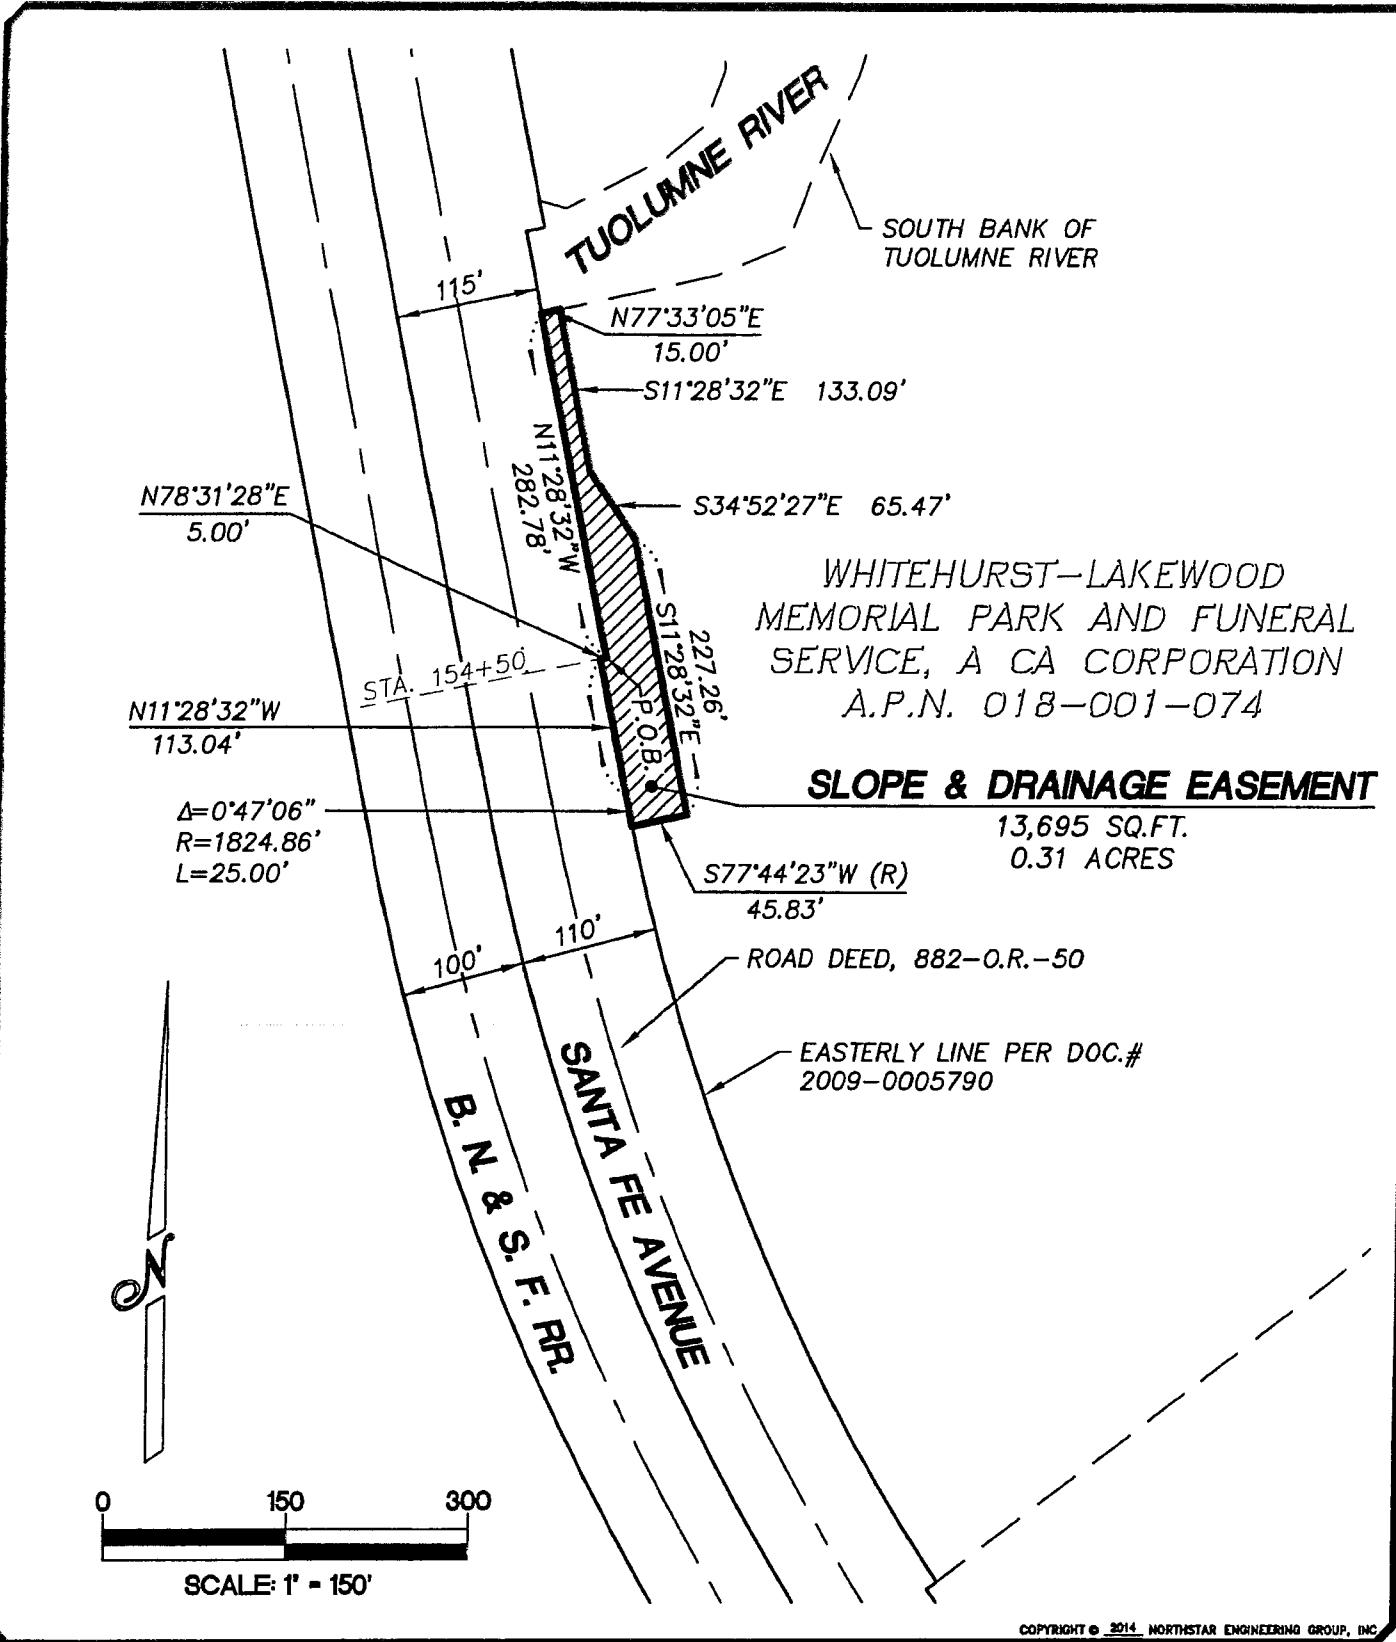 TUOLUMNE RIVER
SOUTH BANK OF
TUOLUMNE RIVER
115'
N77°33'05"E
15.00'
S11°28'32"E 133.09'
N11°28'32"W
282.78'
N78°31'28"E
5.00'
S34°52'27"E 65.47'
WHITEHURST-LAKEWOOD
MEMORIAL PARK AND FUNERAL
SERVICE, A CA CORPORATION
A.P.N. 018-001-074
227.26'
S11°28'32"E
STA. 154+50
P.O.B.
N11°28'32"W
113.04'
SLOPE & DRAINAGE EASEMENT
13,695 SQ.FT.
0.31 ACRES
Δ=0°47'06"
R=1824.86'
L=25.00'
S77°44'23"W (R)
45.83'
110'
100'
ROAD DEED, 882-O.R.-50
EASTERLY LINE PER DOC.#
2009-0005790
SANTA FE AVENUE
B. N. & S. F. RR.
N
0 150 300
SCALE: 1" = 150'
COPYRIGHT © 2014 NORTHSTAR ENGINEERING GROUP, INC